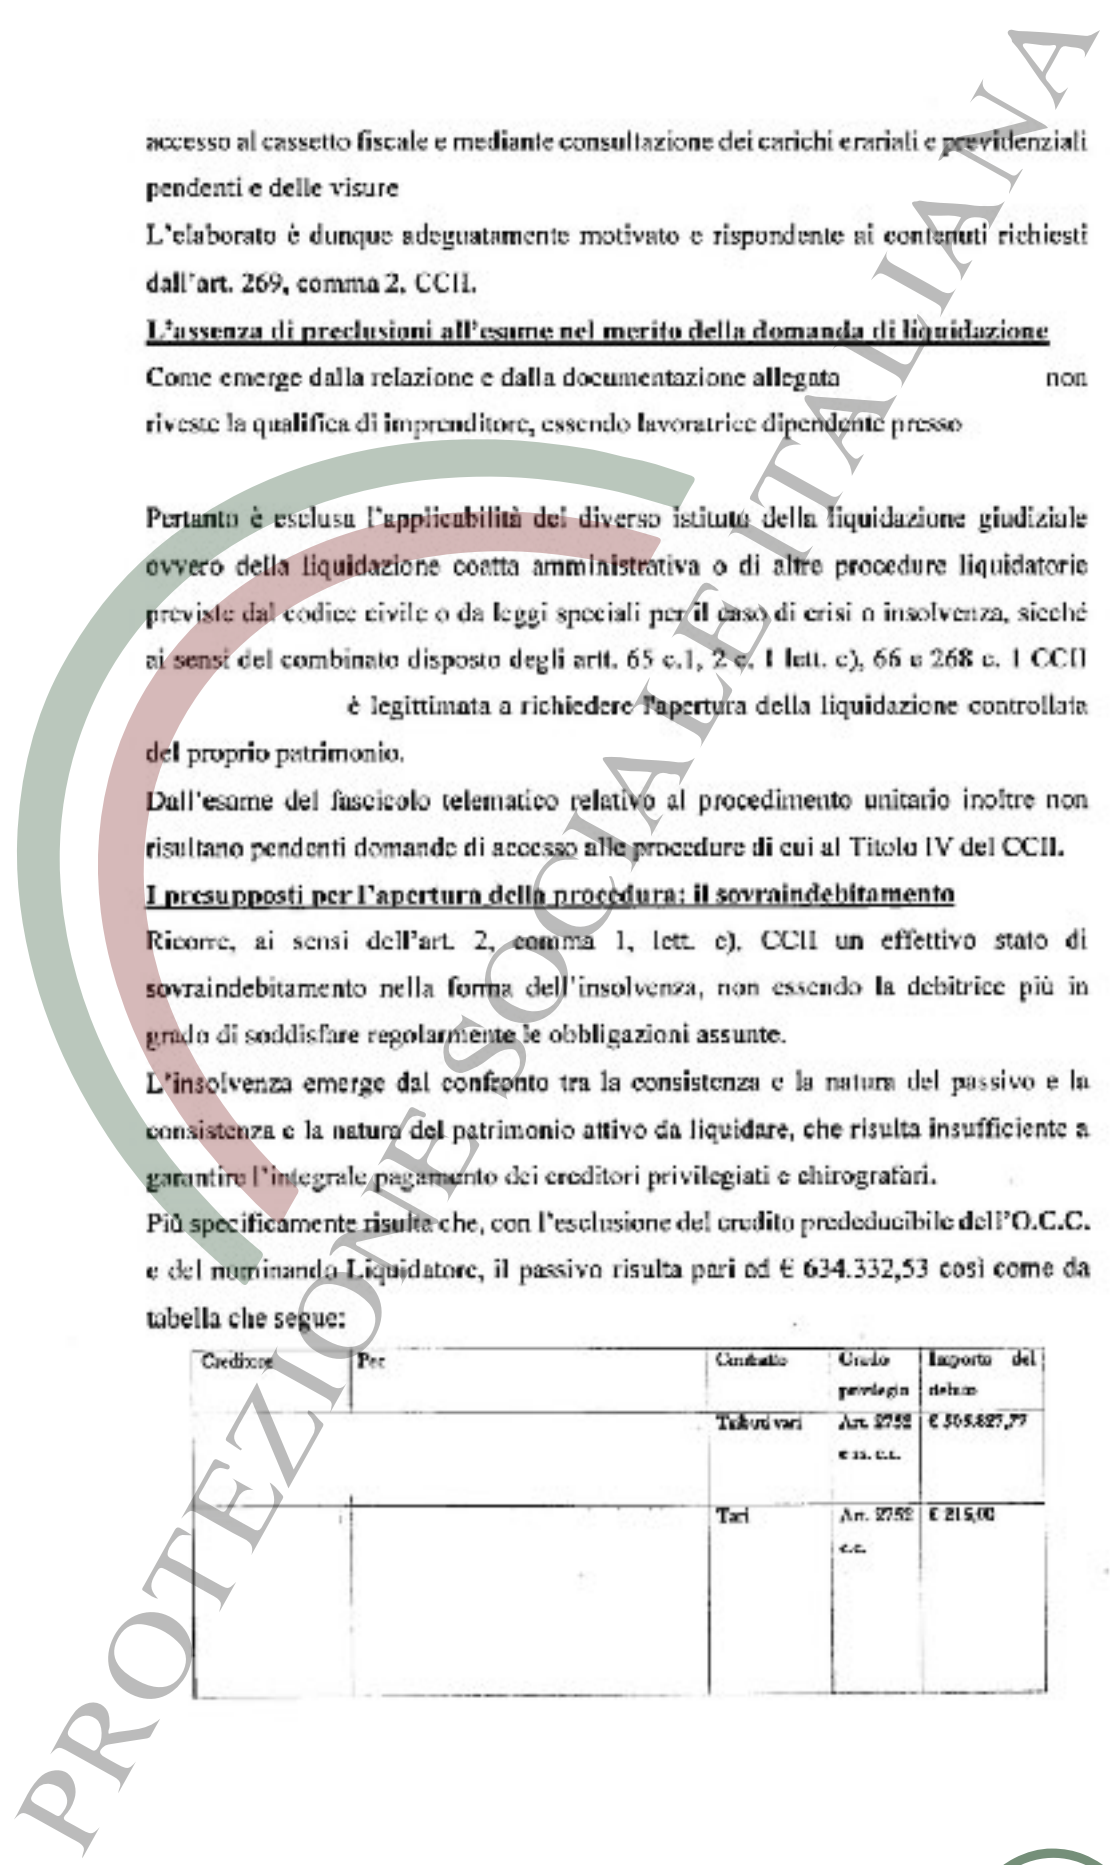 accesso al cassetto fiscale e mediante consultazione dei carichi erariali e previdenziali
pendenti e delle visure
L'elaborato è dunque adeguatamente motivato e rispondente ai contenuti richiesti
dall'art. 269, comma 2, CCII.
L'assenza di preclusioni all'esame nel merito della domanda di liquidazione
Come emerge dalla relazione e dalla documentazione allegata non
riveste la qualifica di imprenditore, essendo lavoratrice dipendente presso
Pertanto è esclusa l'applicabilità del diverso istituto della liquidazione giudiziale
ovvero della liquidazione coatta amministrativa o di altre procedure liquidatorie
previste dal codice civile o da leggi speciali per il caso di crisi o insolvenza, sicché
ai sensi del combinato disposto degli artt. 65 c.1, 2 c. 1 lett. c), 66 e 268 c. 1 CCII
è legittimata a richiedere l'apertura della liquidazione controllata
del proprio patrimonio.
Dall'esame del fascicolo telematico relativo al procedimento unitario inoltre non
risultano pendenti domande di accesso alle procedure di cui al Titolo IV del CCII.
I presupposti per l'apertura della procedura: il sovraindebitamento
Ricorre, ai sensi dell'art. 2, comma 1, lett. c), CCII un effettivo stato di
sovraindebitamento nella forma dell'insolvenza, non essendo la debitrice più in
grado di soddisfare regolarmente le obbligazioni assunte.
L'insolvenza emerge dal confronto tra la consistenza e la natura del passivo e la
consistenza e la natura del patrimonio attivo da liquidare, che risulta insufficiente a
garantire l'integrale pagamento dei creditori privilegiati e chirografari.
Più specificamente risulta che, con l'esclusione del credito prededucibile dell'O.C.C.
e del nominando Liquidatore, il passivo risulta pari ad € 634.332,53 così come da
tabella che segue:
Creditore Pec Contratto Grado Importo del
privilegio debito
Tributi vari Art. 2752
e ss. c.c.
Tari Art. 2752 € 215,00
c.c.
PROTEZIONE SOCIALE ITALIANA